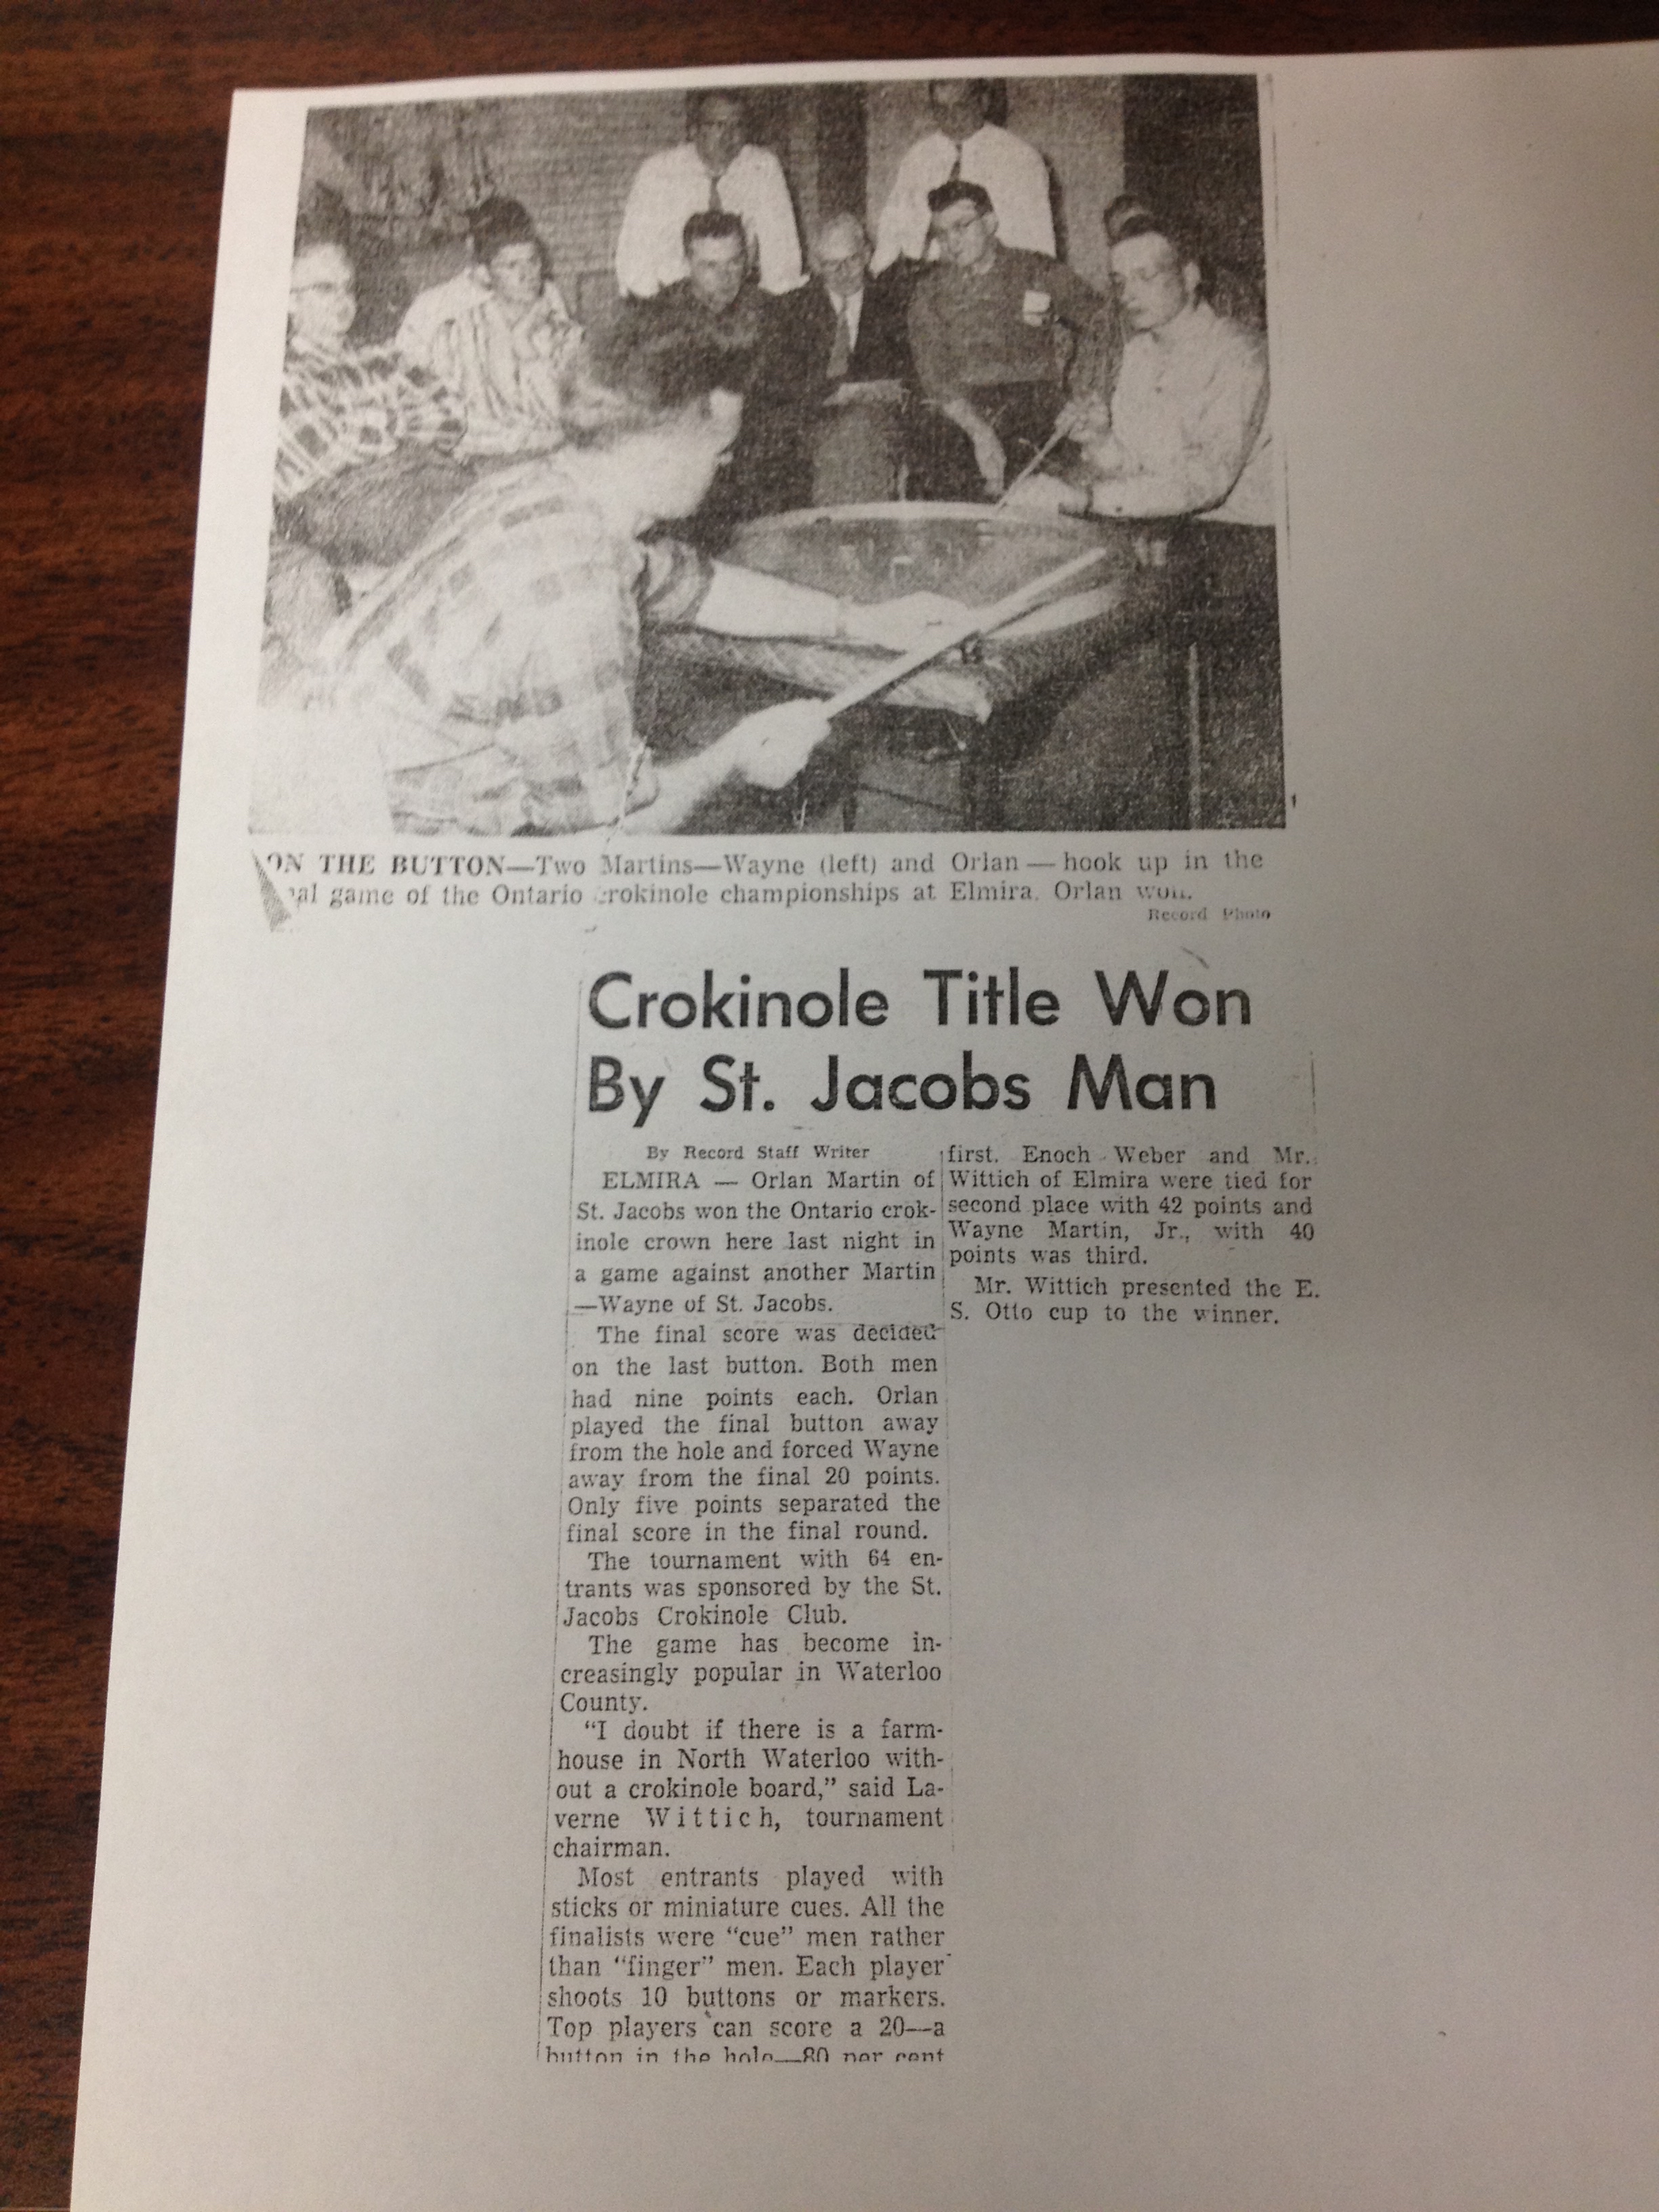 ON THE BUTTON—Two Martins—Wayne (left) and Orlan — hook up in the
al game of the Ontario crokinole championships at Elmira. Orlan won.
Record Photo
Crokinole Title Won
By St. Jacobs Man
By Record Staff Writer
ELMIRA — Orlan Martin of
St. Jacobs won the Ontario crok-
inole crown here last night in
a game against another Martin
—Wayne of St. Jacobs.
The final score was decided
on the last button. Both men
had nine points each. Orlan
played the final button away
from the hole and forced Wayne
away from the final 20 points.
Only five points separated the
final score in the final round.
The tournament with 64 en-
trants was sponsored by the St.
Jacobs Crokinole Club.
The game has become in-
creasingly popular in Waterloo
County.
“I doubt if there is a farm-
house in North Waterloo with-
out a crokinole board,” said La-
verne Wittich, tournament
chairman.
Most entrants played with
sticks or miniature cues. All the
finalists were “cue” men rather
than “finger” men. Each player
shoots 10 buttons or markers.
Top players can score a 20—a
button in the hole—80 per cent
first. Enoch Weber and Mr.
Wittich of Elmira were tied for
second place with 42 points and
Wayne Martin, Jr., with 40
points was third.
Mr. Wittich presented the E.
S. Otto cup to the winner.